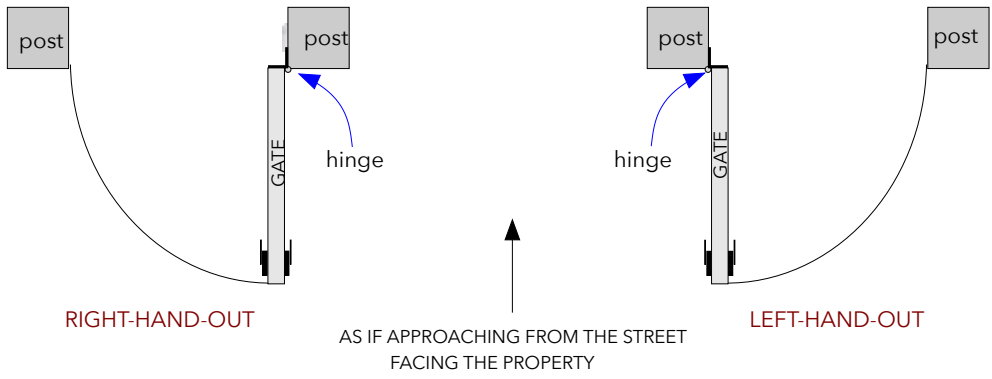 post
post
post
post
GATE
GATE
hinge
hinge
RIGHT-HAND-OUT
LEFT-HAND-OUT
AS IF APPROACHING FROM THE STREET
FACING THE PROPERTY